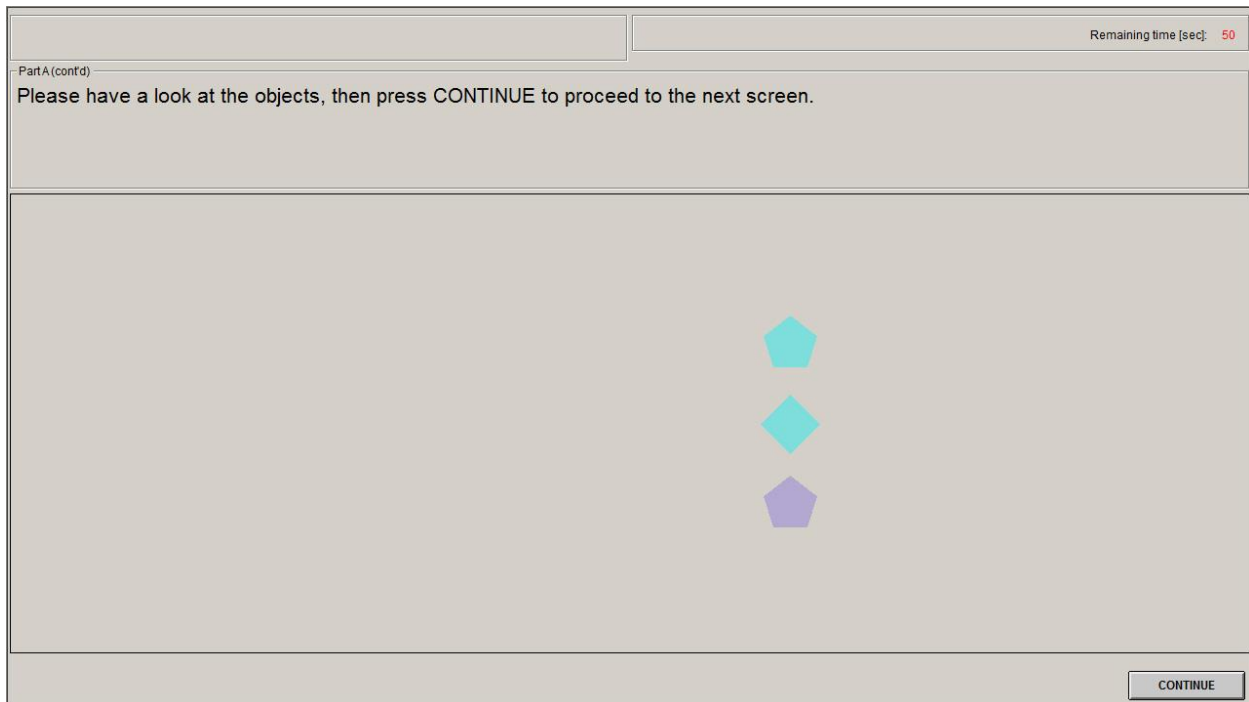 Remaining time [sec]: 50
Part A (cont'd)
Please have a look at the objects, then press CONTINUE to proceed to the next screen.
CONTINUE